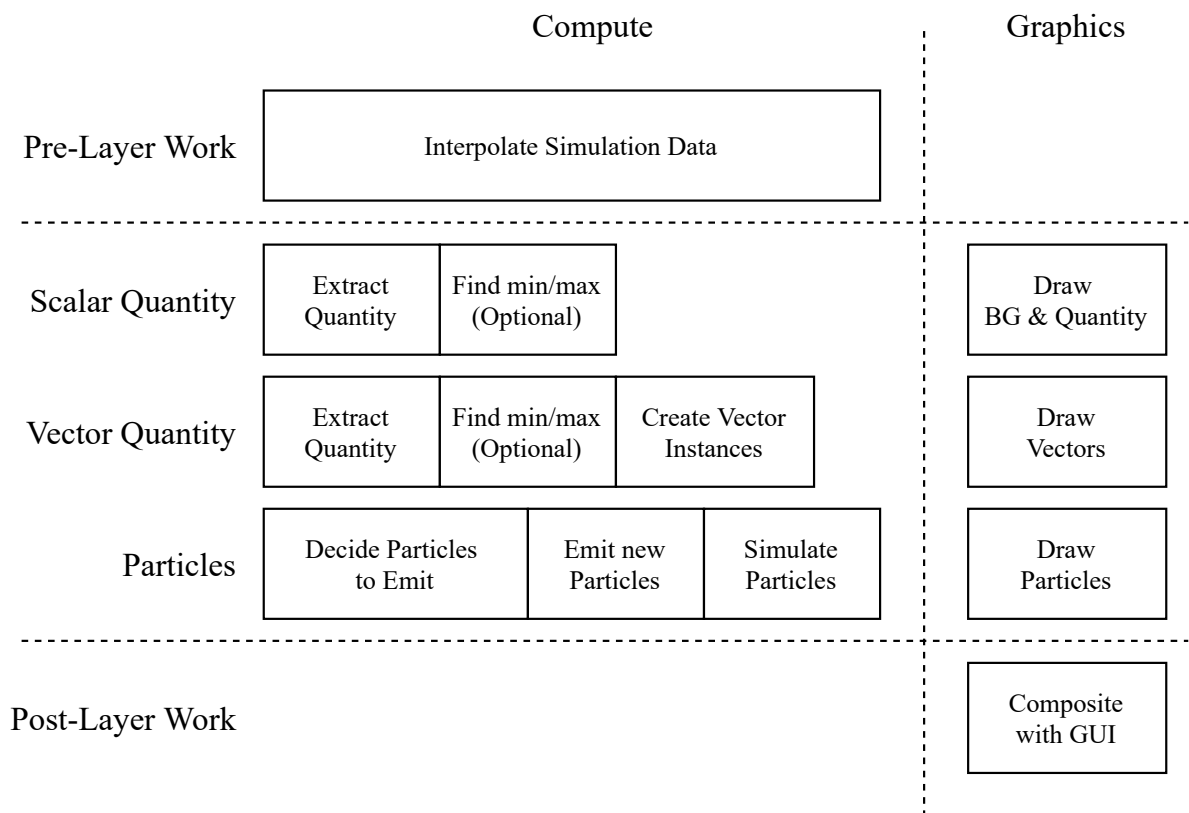 Compute
Graphics
Pre-Layer Work
Interpolate Simulation Data
Scalar Quantity
Extract
Quantity
Find min/max
(Optional)
Draw
BG & Quantity
Vector Quantity
Extract
Quantity
Find min/max
(Optional)
Create Vector
Instances
Draw
Vectors
Particles
Decide Particles
to Emit
Emit new
Particles
Simulate
Particles
Draw
Particles
Post-Layer Work
Composite
with GUI